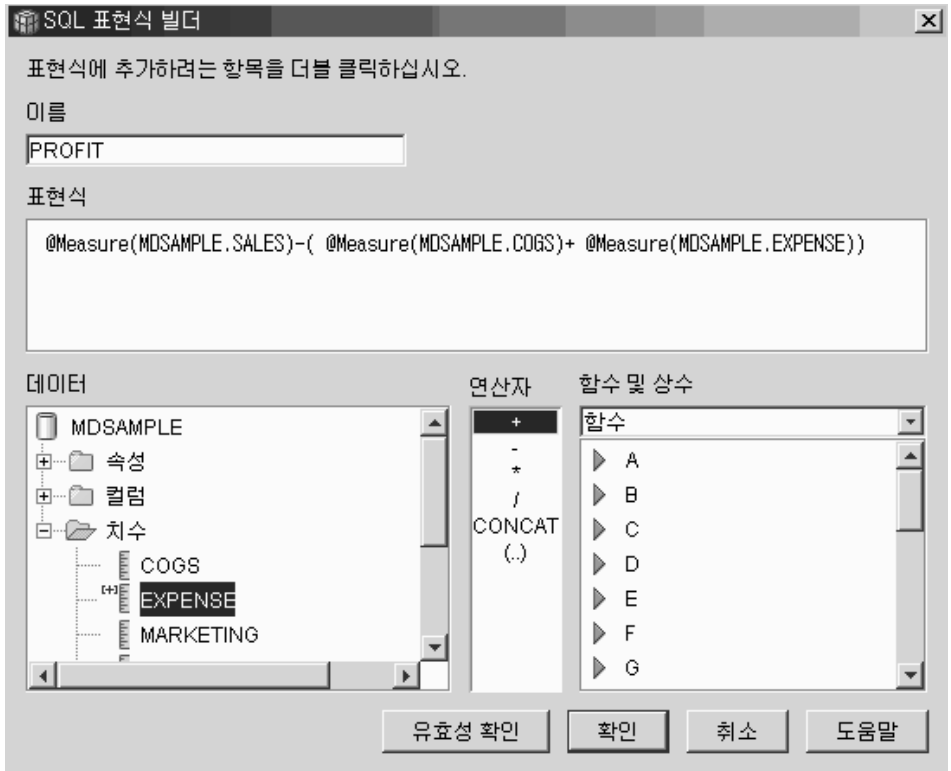 SQL 표현식 빌더
표현식에 추가하려는 항목을 더블 클릭하십시오.
이름
PROFIT
표현식
@Measure(MDSAMPLE.SALES)-( @Measure(MDSAMPLE.COGS)+ @Measure(MDSAMPLE.EXPENSE))
데이터
MDSAMPLE
속성
컬럼
치수
COGS
[+] EXPENSE
MARKETING
연산자
+
-
*
/
CONCAT
(..)
함수 및 상수
함수
A
B
C
D
E
F
G
유효성 확인
확인
취소
도움말